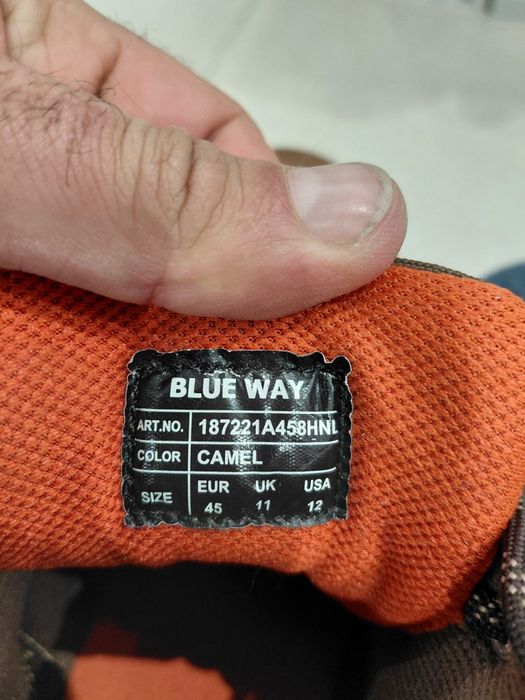 BLUE WAY
ART.NO. 187221A458HNL
COLOR CAMEL
SIZE EUR UK USA
45 11 12